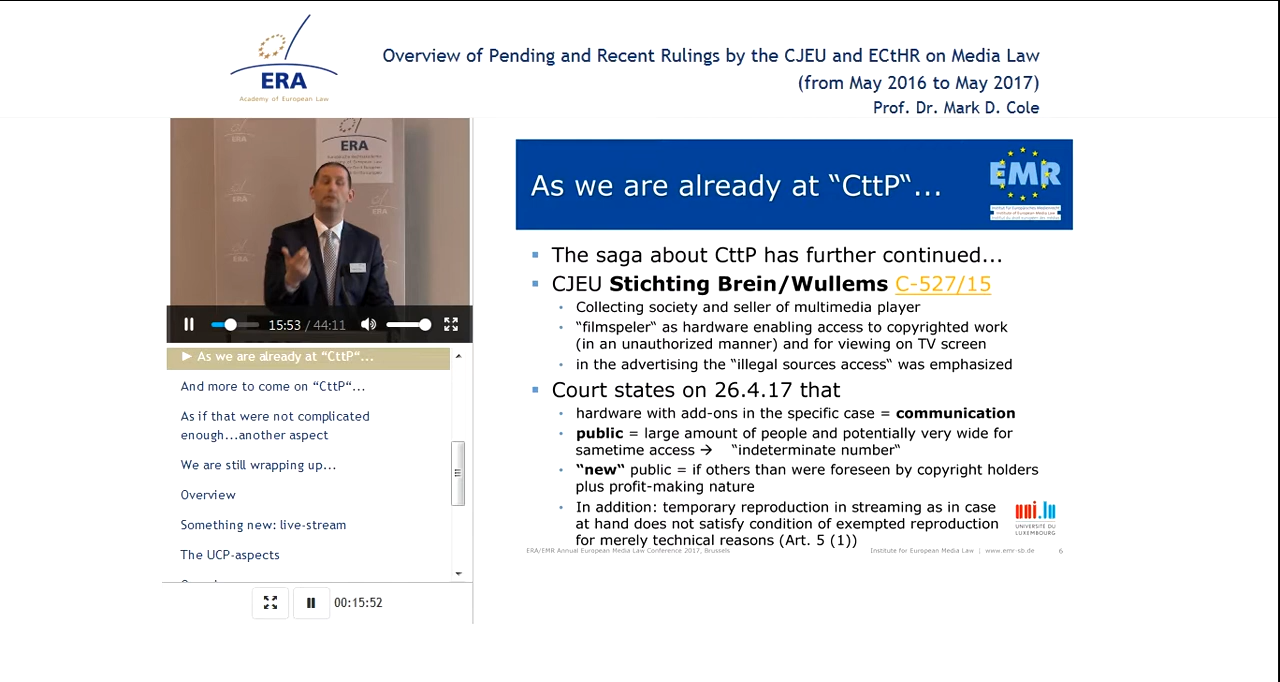 ERA
Academy of European Law
Overview of Pending and Recent Rulings by the CJEU and ECtHR on Media Law
(from May 2016 to May 2017)
Prof. Dr. Mark D. Cole
ERA
ERA
ERA
15:53 / 44:11
► As we are already at “CttP“...
And more to come on “CttP“...
As if that were not complicated
enough...another aspect
We are still wrapping up...
Overview
Something new: live-stream
The UCP-aspects
00:15:52
As we are already at “CttP“...
EMR
The saga about CttP has further continued...
CJEU Stichting Brein/Wullems C-527/15
Collecting society and seller of multimedia player
“filmspeler“ as hardware enabling access to copyrighted work
(in an unauthorized manner) and for viewing on TV screen
in the advertising the “illegal sources access“ was emphasized
Court states on 26.4.17 that
hardware with add-ons in the specific case = communication
public = large amount of people and potentially very wide for
sametime access → “indeterminate number“
“new“ public = if others than were foreseen by copyright holders
plus profit-making nature
In addition: temporary reproduction in streaming as in case
at hand does not satisfy condition of exempted reproduction
for merely technical reasons (Art. 5 (1))
uni.lu
UNIVERSITÉ DU
LUXEMBOURG
ERA/EMR Annual European Media Law Conference 2017, Brussels
Institute for European Media Law | www.emr-sb.de 6